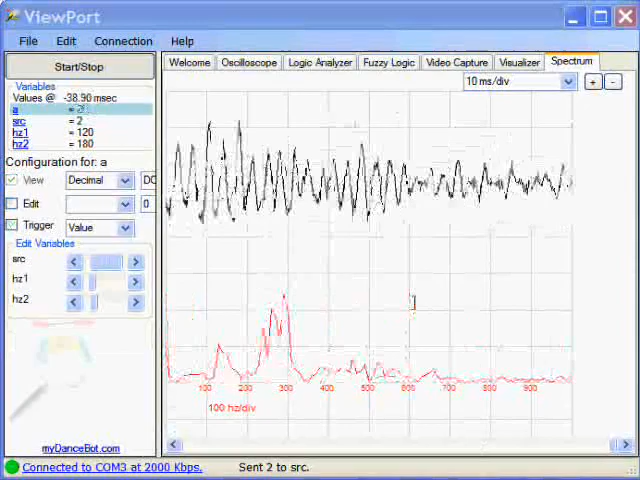 ViewPort
File Edit Connection Help
Start/Stop
Welcome Oscilloscope Logic Analyzer Fuzzy Logic Video Capture Visualizer Spectrum
10 ms/div + -
Variables
Values @ -38.90 msec
a =
src = 2
hz1 = 120
hz2 = 180
Configuration for: a
View Decimal
Edit 0
Trigger Value
Edit Variables
src
hz1
hz2
100 200 300 400 500 600 700 800 900
100 hz/div
myDanceBot.com
Connected to COM3 at 2000 Kbps. Sent 2 to src.